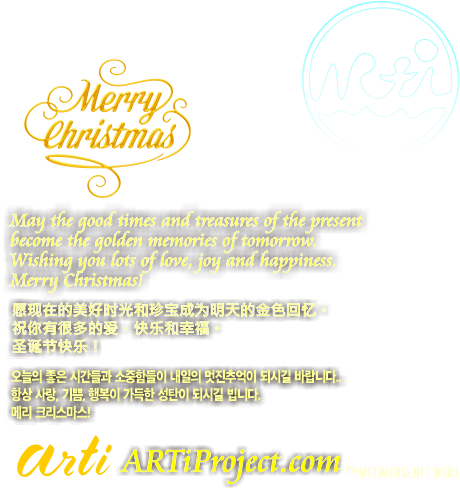 ARti
Merry
Christmas
May the good times and treasures of the present
become the golden memories of tomorrow.
Wishing you lots of love, joy and happiness.
Merry Christmas!
愿现在的美好时光和珍宝成为明天的金色回忆。
祝你有很多的爱 快乐和幸福。
圣诞节快乐！
오늘의 좋은 시간들과 소중함들이 내일의 멋진추억이 되시길 바랍니다..
항상 사랑, 기쁨, 행복이 가득한 성탄이 되시길 빕니다.
메리 크리스마스!
arti ARTiProject.com